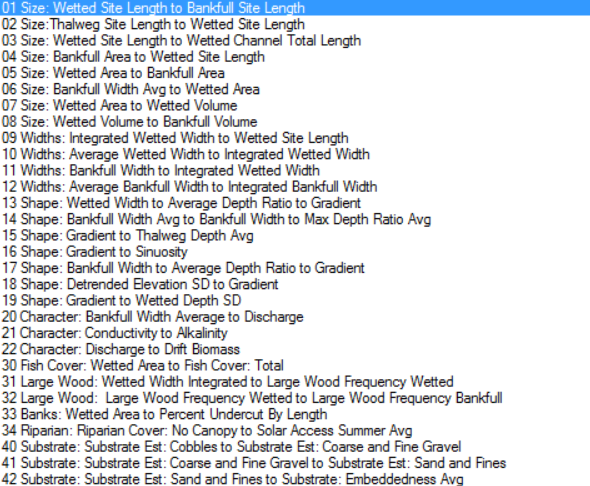 01 Size: Wetted Site Length to Bankfull Site Length
02 Size:Thalweg Site Length to Wetted Site Length
03 Size: Wetted Site Length to Wetted Channel Total Length
04 Size: Bankfull Area to Wetted Site Length
05 Size: Wetted Area to Bankfull Area
06 Size: Bankfull Width Avg to Wetted Area
07 Size: Wetted Area to Wetted Volume
08 Size: Wetted Volume to Bankfull Volume
09 Widths: Integrated Wetted Width to Wetted Site Length
10 Widths: Average Wetted Width to Integrated Wetted Width
11 Widths: Bankfull Width to Integrated Wetted Width
12 Widths: Average Bankfull Width to Integrated Bankfull Width
13 Shape: Wetted Width to Average Depth Ratio to Gradient
14 Shape: Bankfull Width Avg to Bankfull Width to Max Depth Ratio Avg
15 Shape: Gradient to Thalweg Depth Avg
16 Shape: Gradient to Sinuosity
17 Shape: Bankfull Width to Average Depth Ratio to Gradient
18 Shape: Detrended Elevation SD to Gradient
19 Shape: Gradient to Wetted Depth SD
20 Character: Bankfull Width Average to Discharge
21 Character: Conductivity to Alkalinity
22 Character: Discharge to Drift Biomass
30 Fish Cover: Wetted Area to Fish Cover: Total
31 Large Wood: Wetted Width Integrated to Large Wood Frequency Wetted
32 Large Wood:  Large Wood Frequency Wetted to Large Wood Frequency Bankfull
33 Banks: Wetted Area to Percent Undercut By Length
34 Riparian: Riparian Cover: No Canopy to Solar Access Summer Avg
40 Substrate: Substrate Est: Cobbles to Substrate Est: Coarse and Fine Gravel
41 Substrate: Substrate Est: Coarse and Fine Gravel to Substrate Est: Sand and Fines
42 Substrate: Substrate Est: Sand and Fines to Substrate: Embeddedness Avg